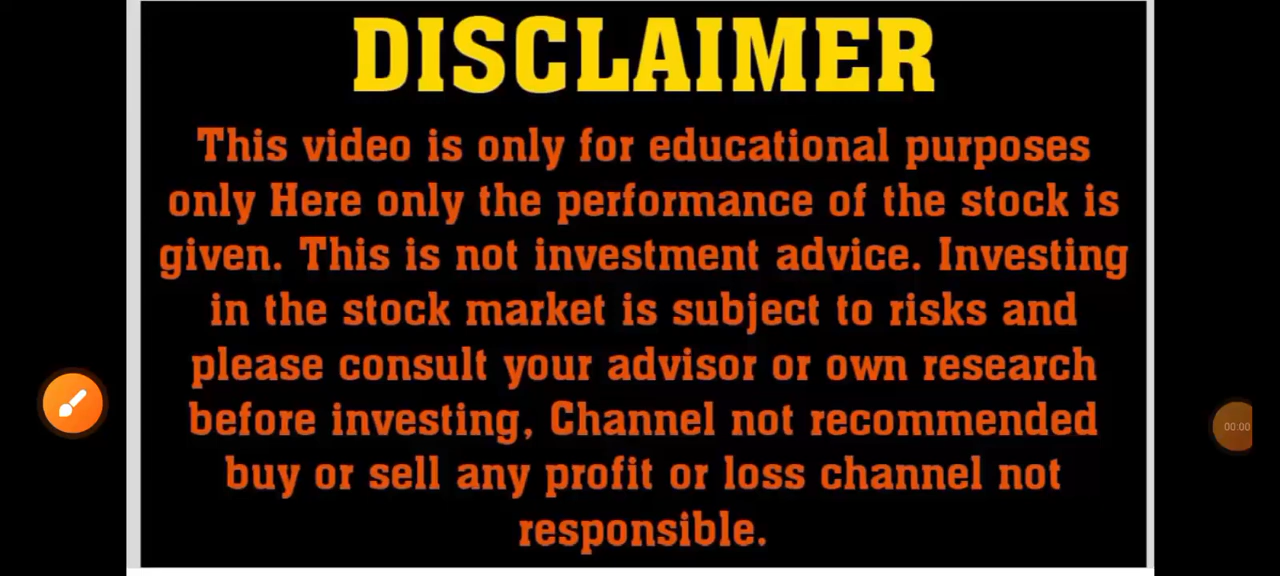 DISCLAIMER
This video is only for educational purposes
only Here only the performance of the stock is
given. This is not investment advice. Investing
in the stock market is subject to risks and
please consult your advisor or own research
before investing, Channel not recommended
buy or sell any profit or loss channel not
responsible.
00:00